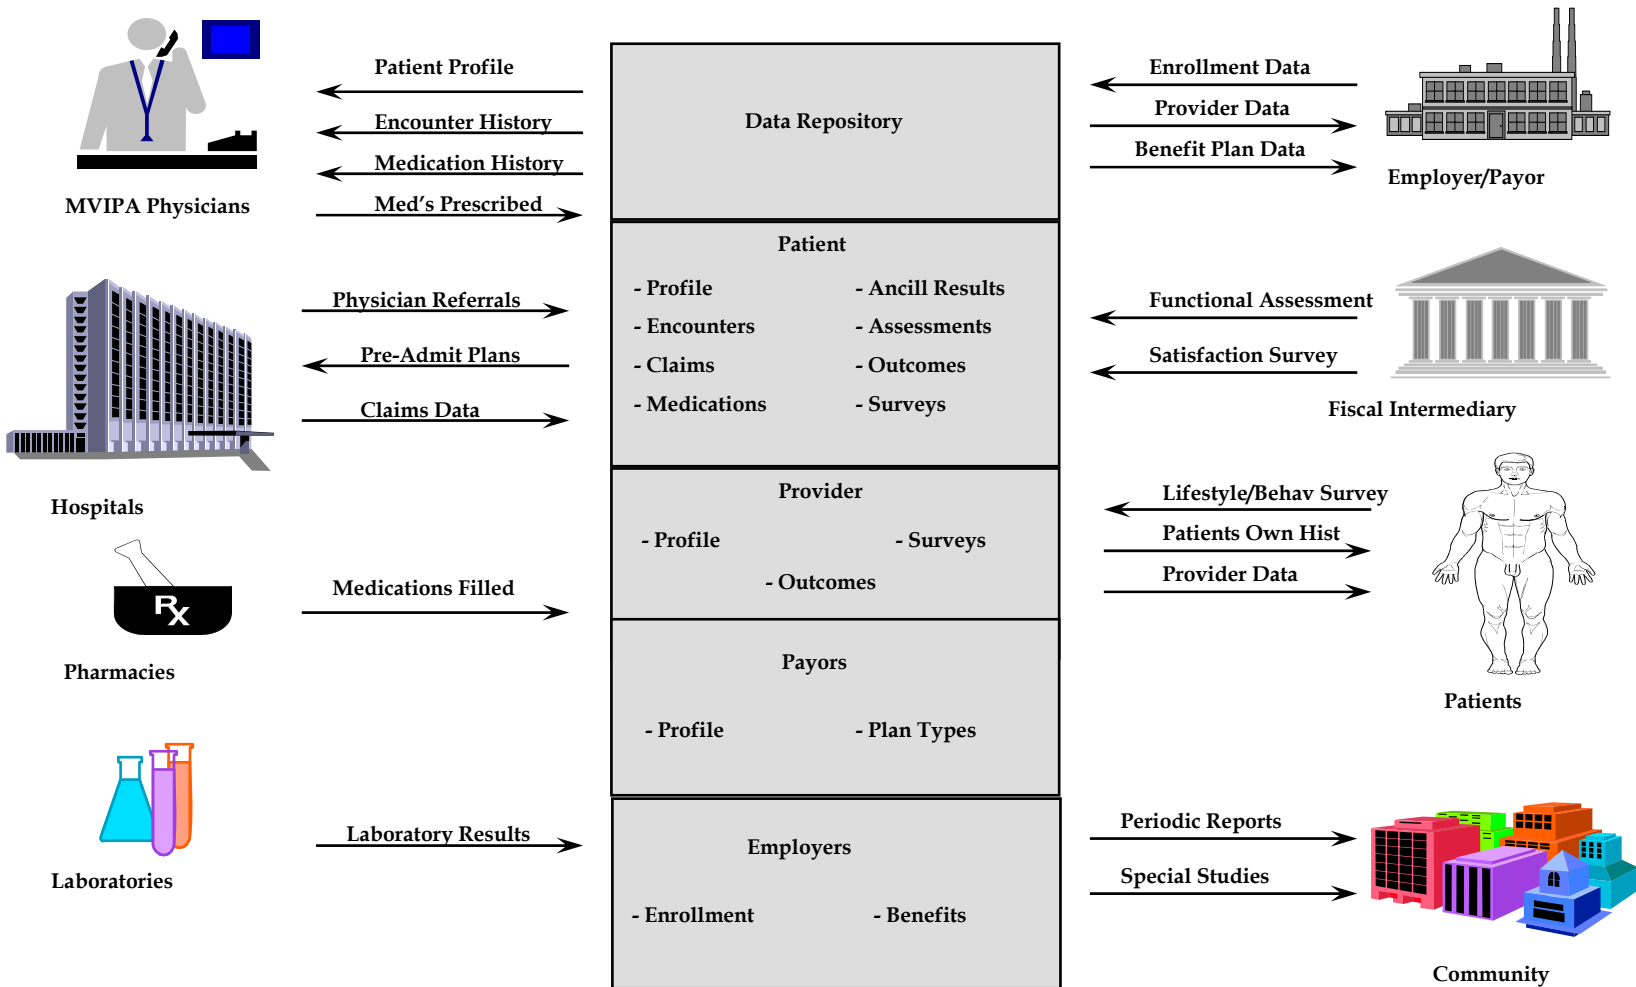 Patient Profile
Encounter History
Medication History
Med's Prescribed
MVIPA Physicians
Physician Referrals
Pre-Admit Plans
Claims Data
Hospitals
Medications Filled
Rx
Pharmacies
Laboratory Results
Laboratories
Data Repository
Patient
- Profile
- Ancill Results
- Encounters
- Assessments
- Claims
- Outcomes
- Medications
- Surveys
Provider
- Profile
- Surveys
- Outcomes
Payors
- Profile
- Plan Types
Employers
- Enrollment
- Benefits
Enrollment Data
Provider Data
Benefit Plan Data
Employer/Payor
Functional Assessment
Satisfaction Survey
Fiscal Intermediary
Lifestyle/Behav Survey
Patients Own Hist
Provider Data
Patients
Periodic Reports
Special Studies
Community